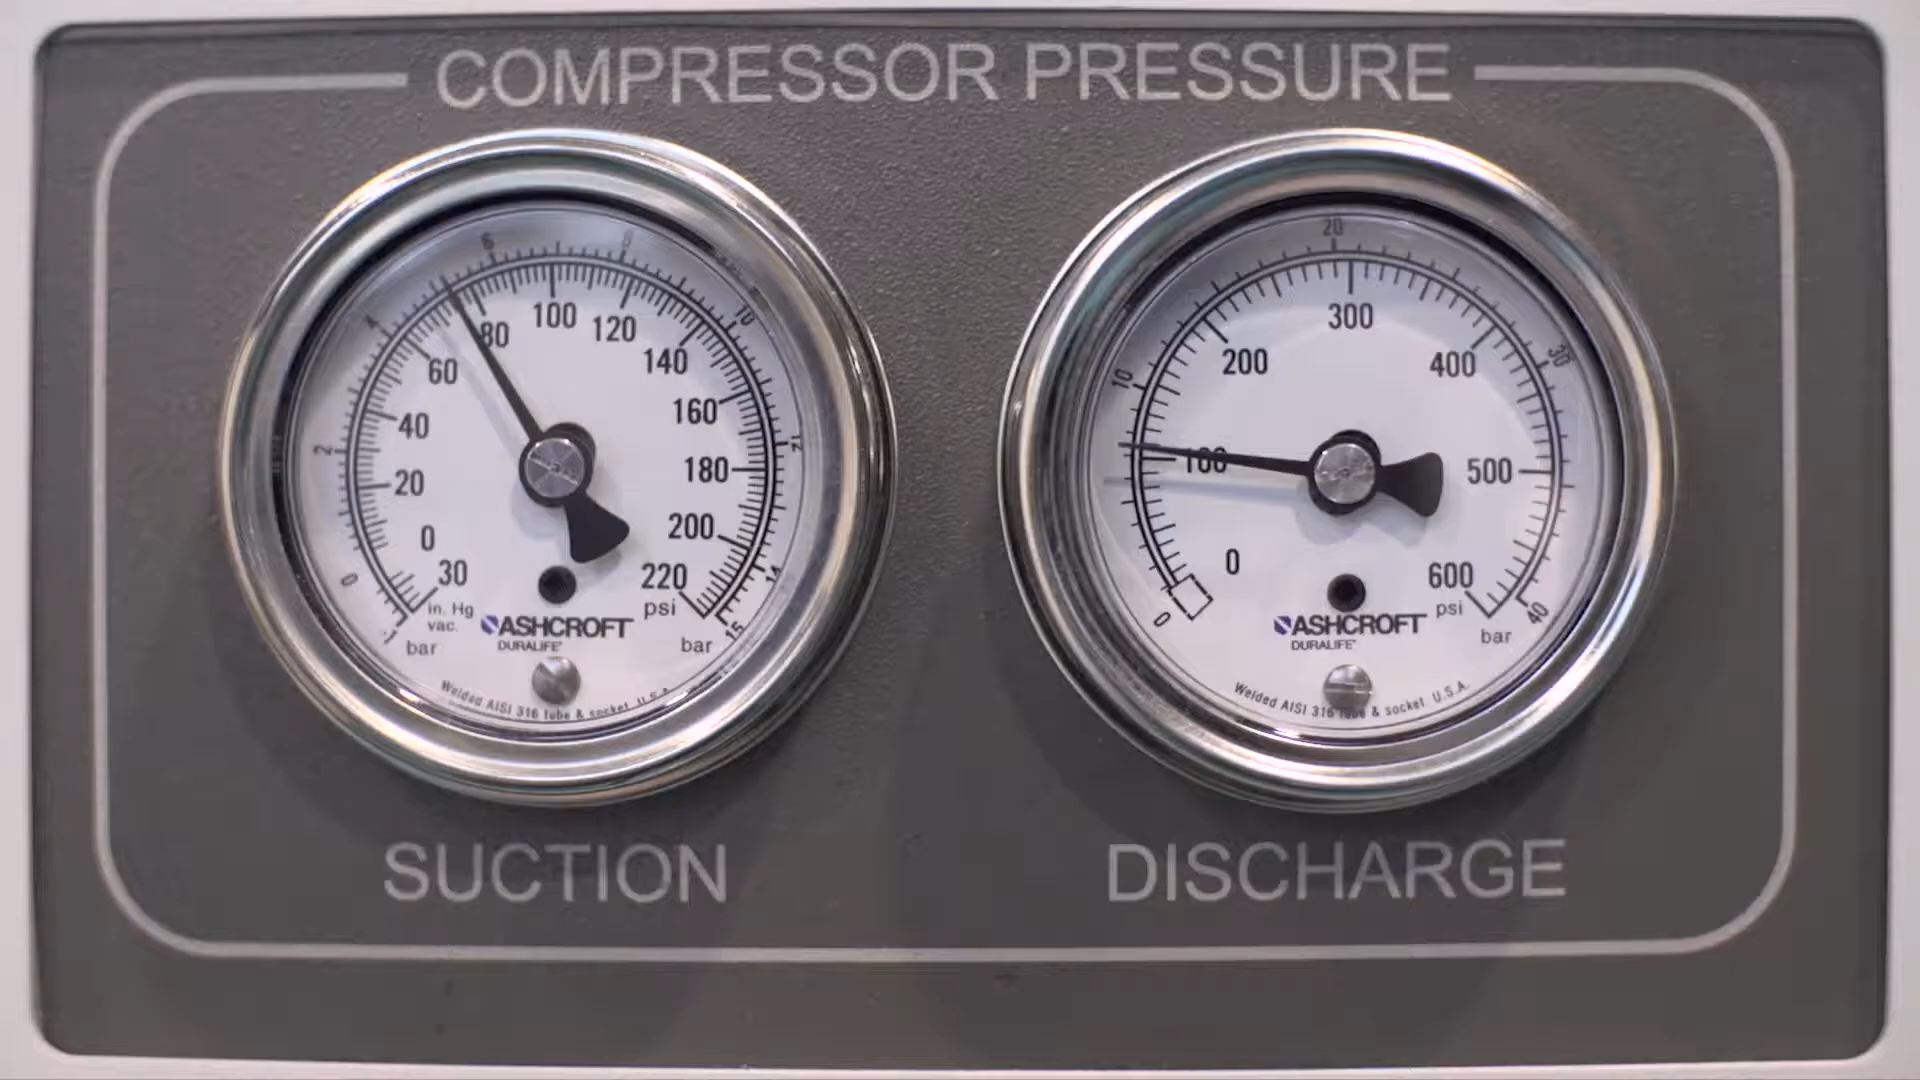 COMPRESSOR PRESSURE
6
8
4
10
2
12
0
14
-1
15
80
100
120
60
140
40
160
20
180
0
200
30
220
in. Hg
vac.
psi
bar
bar
ASHCROFT
DURALIFE
Welded AISI 316 tube & socket U.S.A.
20
10
30
0
40
300
200
400
100
500
0
600
psi
bar
ASHCROFT
DURALIFE
Welded AISI 316 tube & socket U.S.A.
SUCTION
DISCHARGE